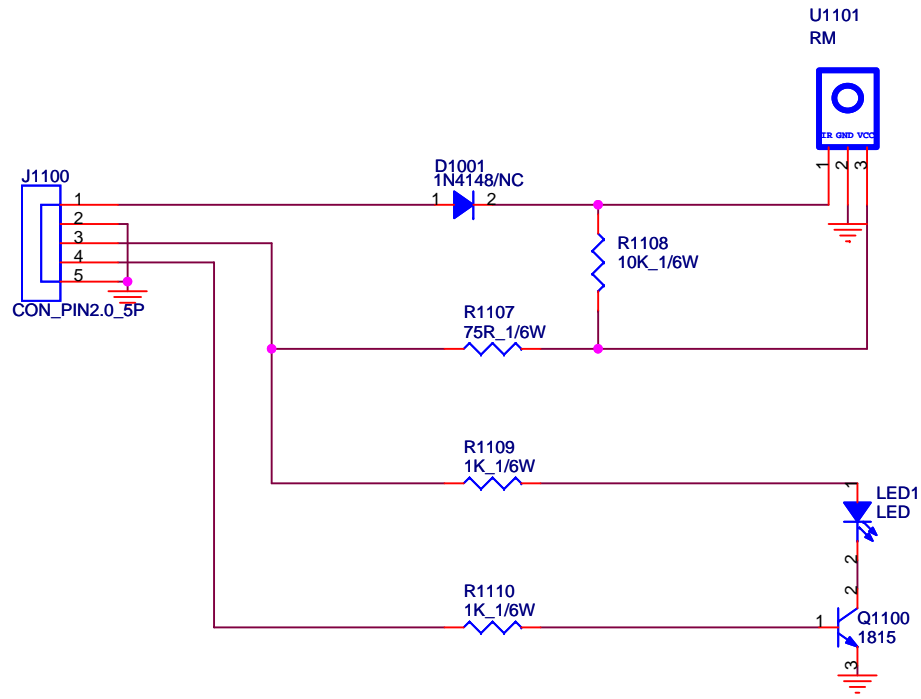 U1101
RM
IR GND VCC
1
2
3
J1100
1
2
3
4
5
CON_PIN2.0_5P
D1001
1N4148/NC
1
2
R1108
10K_1/6W
R1107
75R_1/6W
R1109
1K_1/6W
1
LED1
LED
2
2
R1110
1K_1/6W
1
Q1100
1815
3